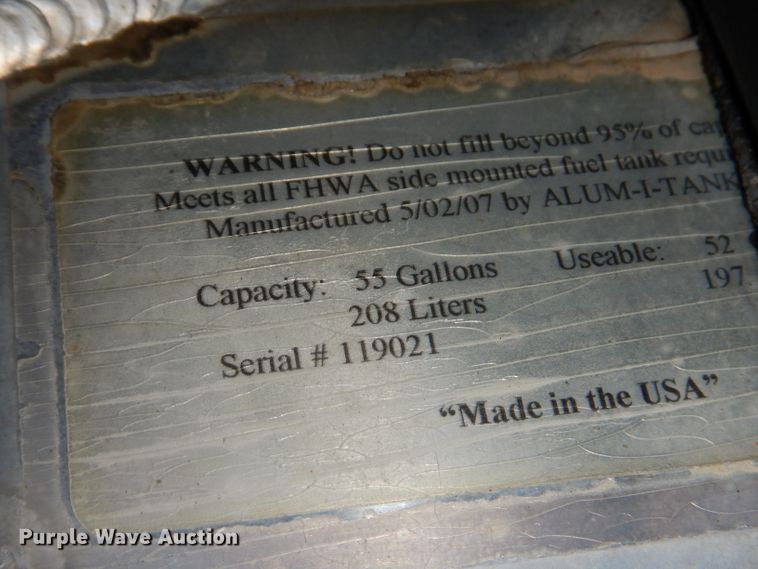 WARNING! Do not fill beyond 95% of cap
Meets all FHWA side mounted fuel tank requi
Manufactured 5/02/07 by ALUM-I-TANK
Capacity: 55 Gallons Useable: 52
208 Liters 197
Serial # 119021
“Made in the USA”
Purple Wave Auction